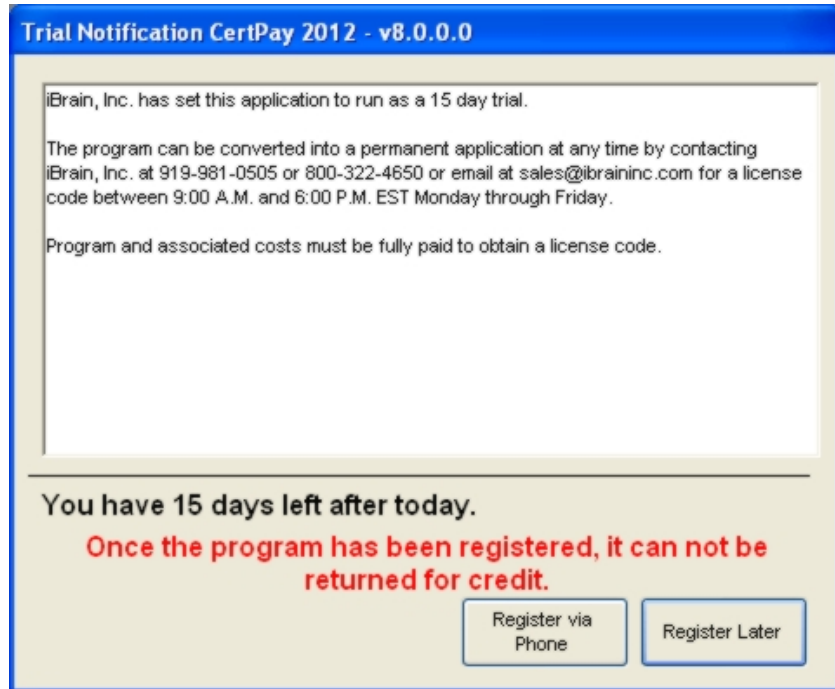 Trial Notification CertPay 2012 - v8.0.0.0
iBrain, Inc. has set this application to run as a 15 day trial.
The program can be converted into a permanent application at any time by contacting
iBrain, Inc. at 919-981-0505 or 800-322-4650 or email at sales@ibraininc.com for a license
code between 9:00 A.M. and 6:00 P.M. EST Monday through Friday.
Program and associated costs must be fully paid to obtain a license code.
You have 15 days left after today.
Once the program has been registered, it can not be
returned for credit.
Register via
Phone
Register Later